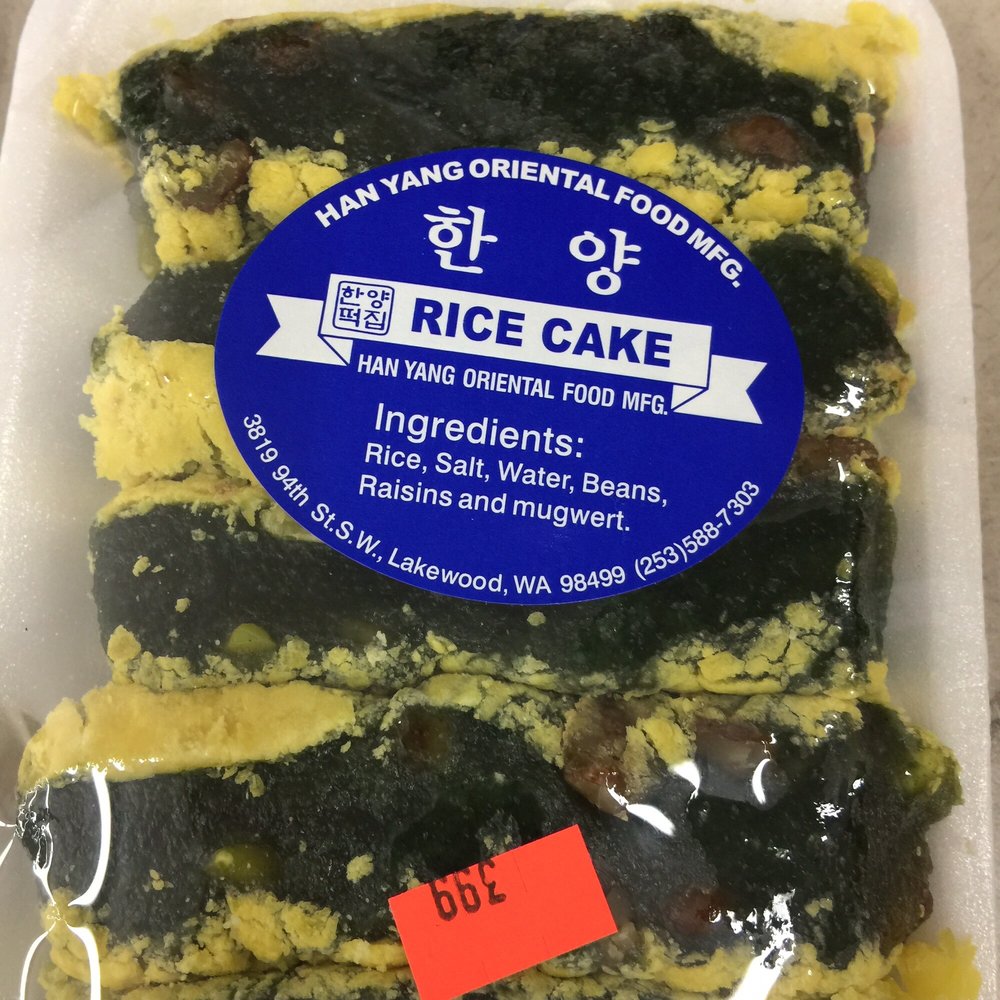 HAN YANG ORIENTAL FOOD MFG.
한 양
한양
떡집
RICE CAKE
HAN YANG ORIENTAL FOOD MFG.
Ingredients:
Rice, Salt, Water, Beans,
Raisins and mugwert.
3819 94th St.S.W., Lakewood, WA 98499 (253)588-7303
399